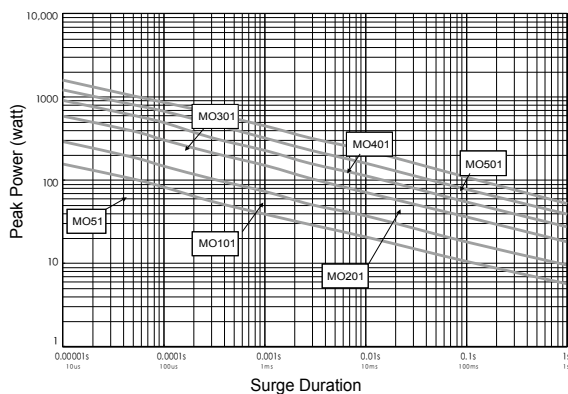 10,000
1000
100
10
1
Peak Power (watt)
MO301
MO401
MO501
MO51
MO101
MO201
0.00001s 0.0001s 0.001s 0.01s 0.1s 1s
10us 100us 1ms 10ms 100ms 1s
Surge Duration